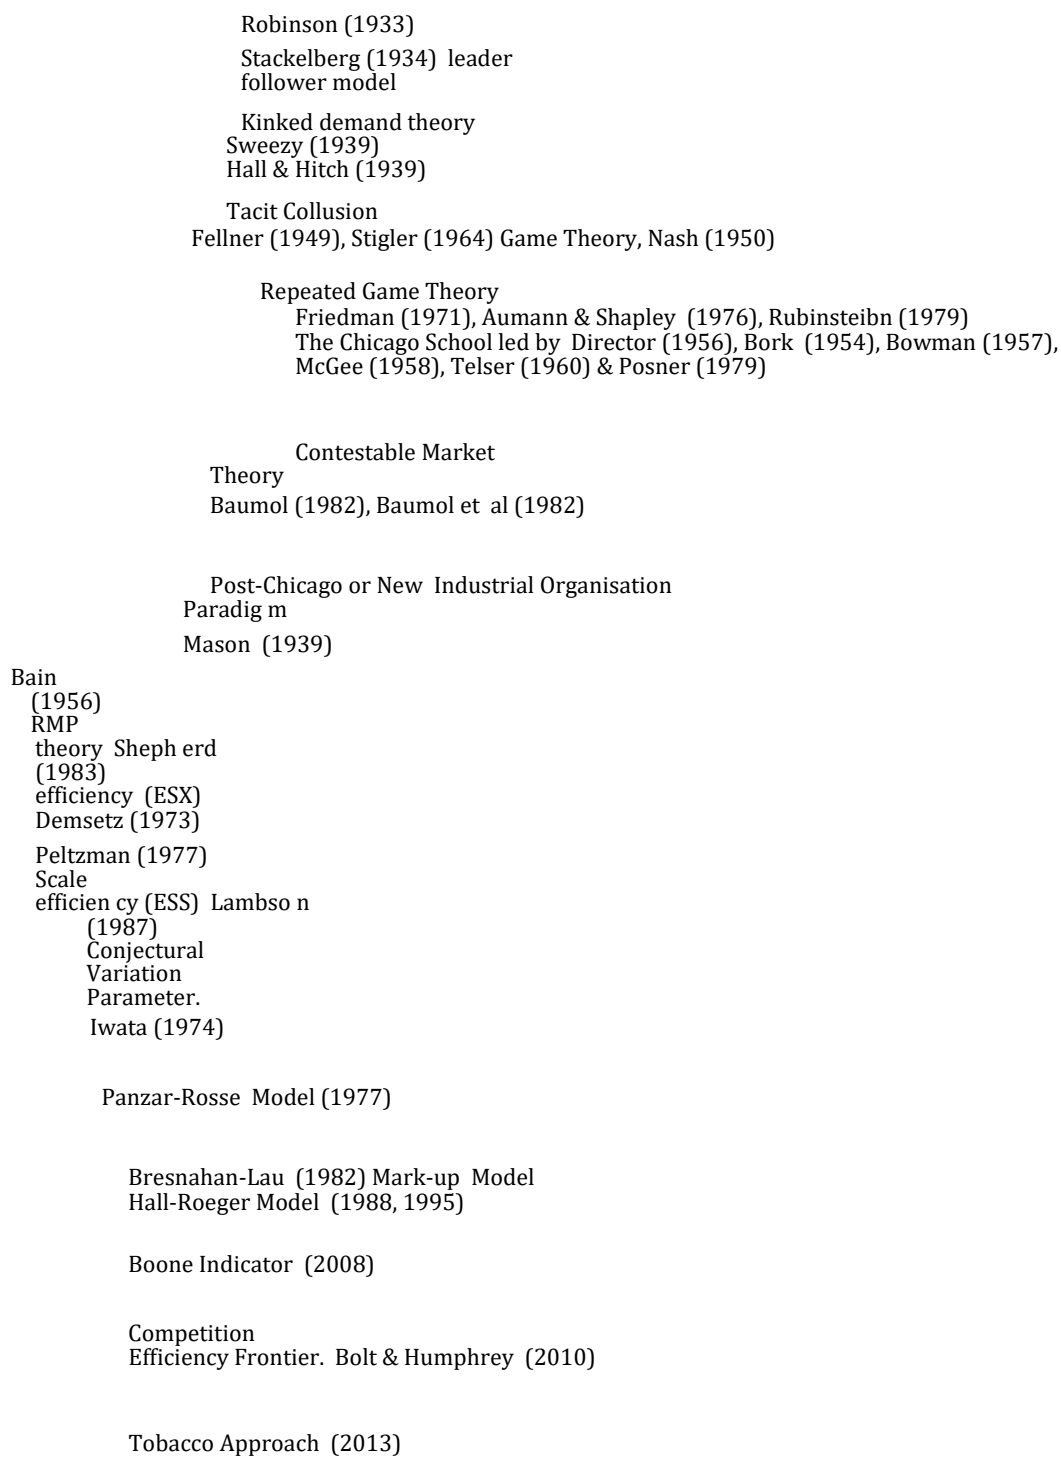 Robinson (1933)
Stackelberg (1934) leader
follower model
Kinked demand theory
Sweezy (1939)
Hall & Hitch (1939)
Tacit Collusion
Fellner (1949), Stigler (1964) Game Theory, Nash (1950)
Repeated Game Theory
Friedman (1971), Aumann & Shapley (1976), Rubinsteibn (1979)
The Chicago School led by Director (1956), Bork (1954), Bowman (1957),
McGee (1958), Telser (1960) & Posner (1979)
Contestable Market
Theory
Baumol (1982), Baumol et al (1982)
Post-Chicago or New Industrial Organisation
Paradig m
Mason (1939)
Bain
(1956)
RMP
theory Sheph erd
(1983)
efficiency (ESX)
Demsetz (1973)
Peltzman (1977)
Scale
efficien cy (ESS) Lambso n
(1987)
Conjectural
Variation
Parameter.
Iwata (1974)
Panzar-Rosse Model (1977)
Bresnahan-Lau (1982) Mark-up Model
Hall-Roeger Model (1988, 1995)
Boone Indicator (2008)
Competition
Efficiency Frontier. Bolt & Humphrey (2010)
Tobacco Approach (2013)